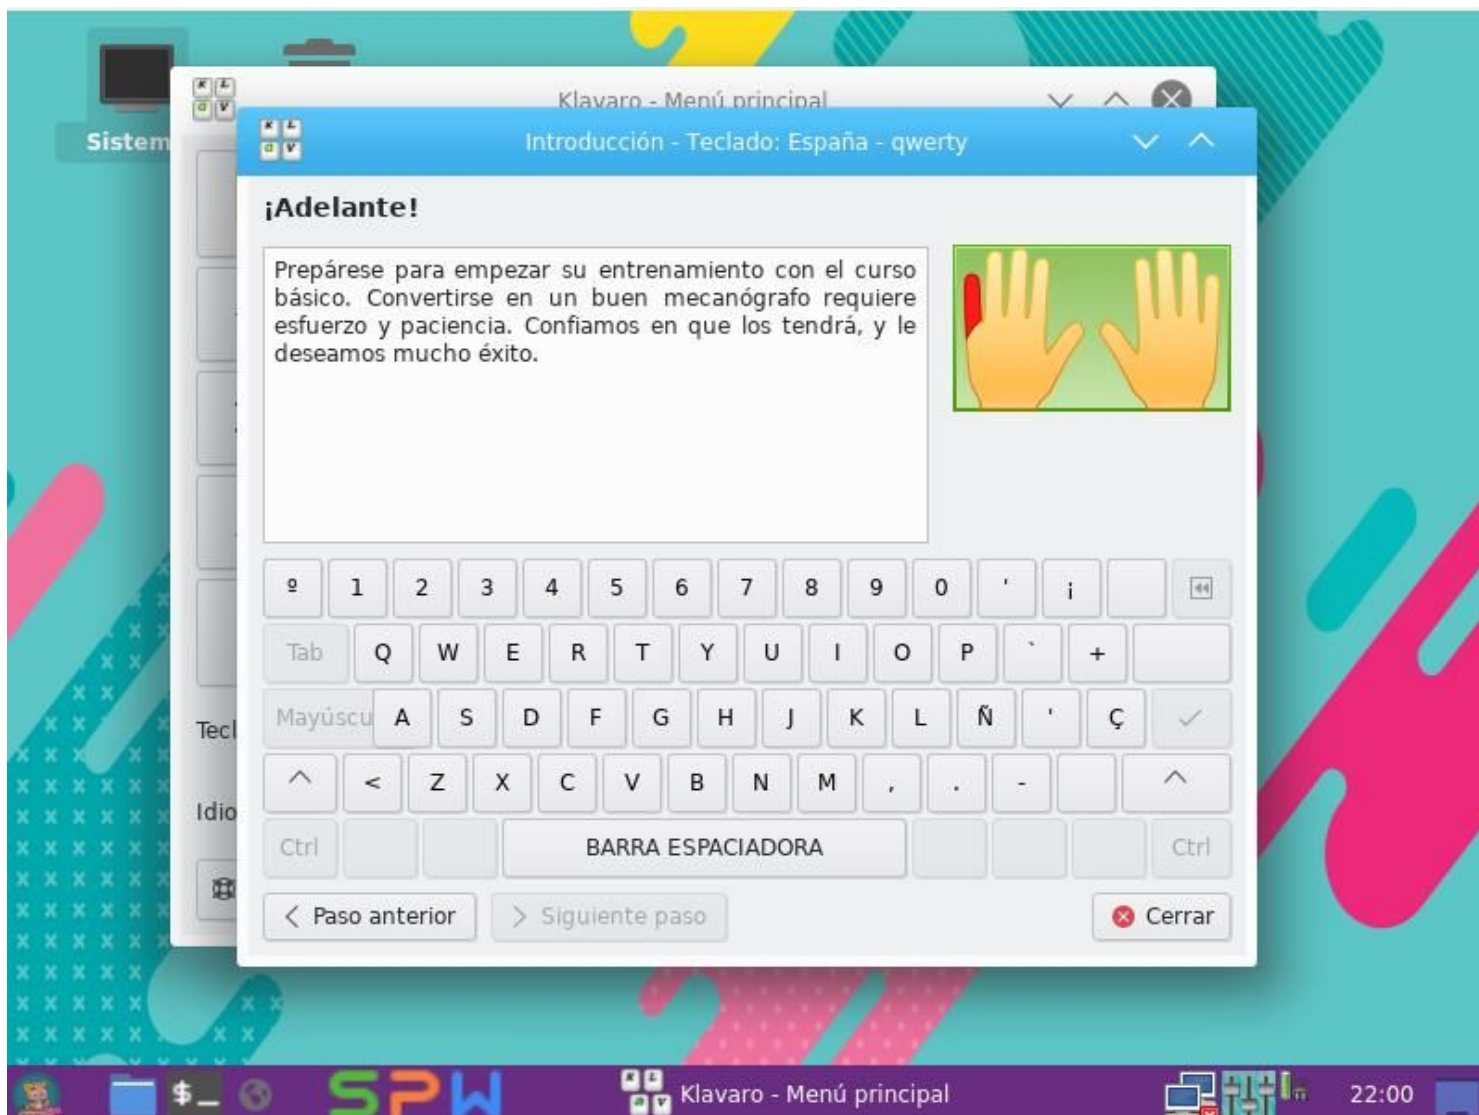 Klavaro - Menú principal
K L
a v
Sistem
K L
a v
Introducción - Teclado: España - qwerty
¡Adelante!
Prepárese para empezar su entrenamiento con el curso
básico. Convertirse en un buen mecanógrafo requiere
esfuerzo y paciencia. Confiamos en que los tendrá, y le
deseamos mucho éxito.
º 1 2 3 4 5 6 7 8 9 0 ' ¡
Tab Q W E R T Y U I O P ` +
Mayúscu A S D F G H J K L Ñ ' Ç
Tecl
< Z X C V B N M , . -
Idio
Ctrl BARRA ESPACIADORA Ctrl
Paso anterior Siguiente paso Cerrar
$_ SPW K L a v Klavaro - Menú principal 22:00